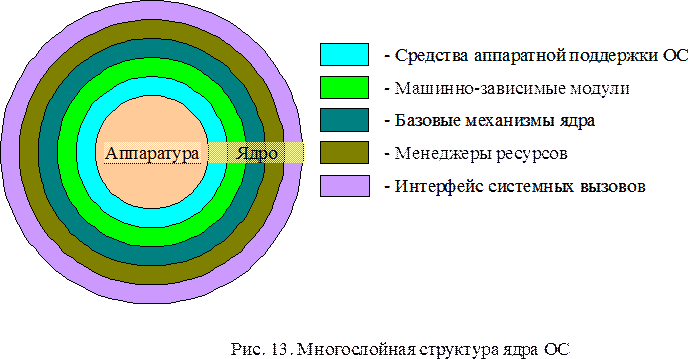 Аппаратура
Ядро
- Средства аппаратной поддержки ОС
- Машинно-зависимые модули
- Базовые механизмы ядра
- Менеджеры ресурсов
- Интерфейс системных вызовов
Рис. 13. Многослойная структура ядра ОС